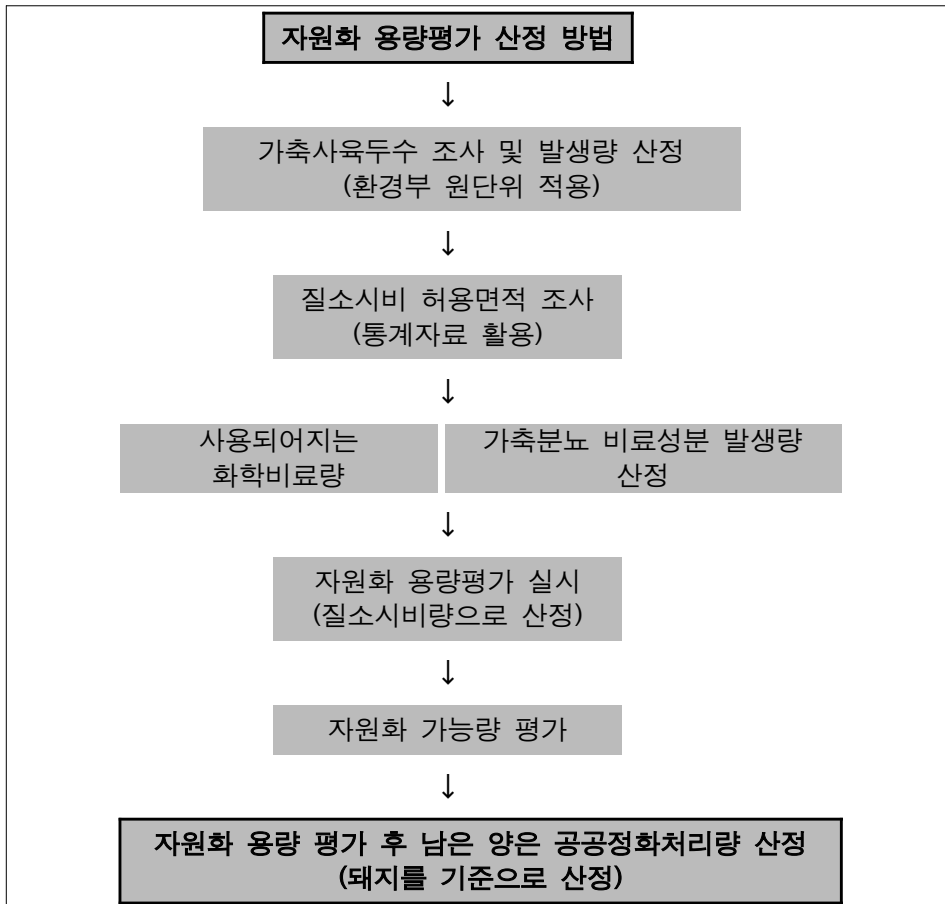 자원화 용량평가 산정 방법
↓
가축사육두수 조사 및 발생량 산정
(환경부 원단위 적용)
↓
질소시비 허용면적 조사
(통계자료 활용)
↓
사용되어지는
화학비료량
가축분뇨 비료성분 발생량
산정
↓
자원화 용량평가 실시
(질소시비량으로 산정)
↓
자원화 가능량 평가
↓
자원화 용량 평가 후 남은 양은 공공정화처리량 산정
(돼지를 기준으로 산정)